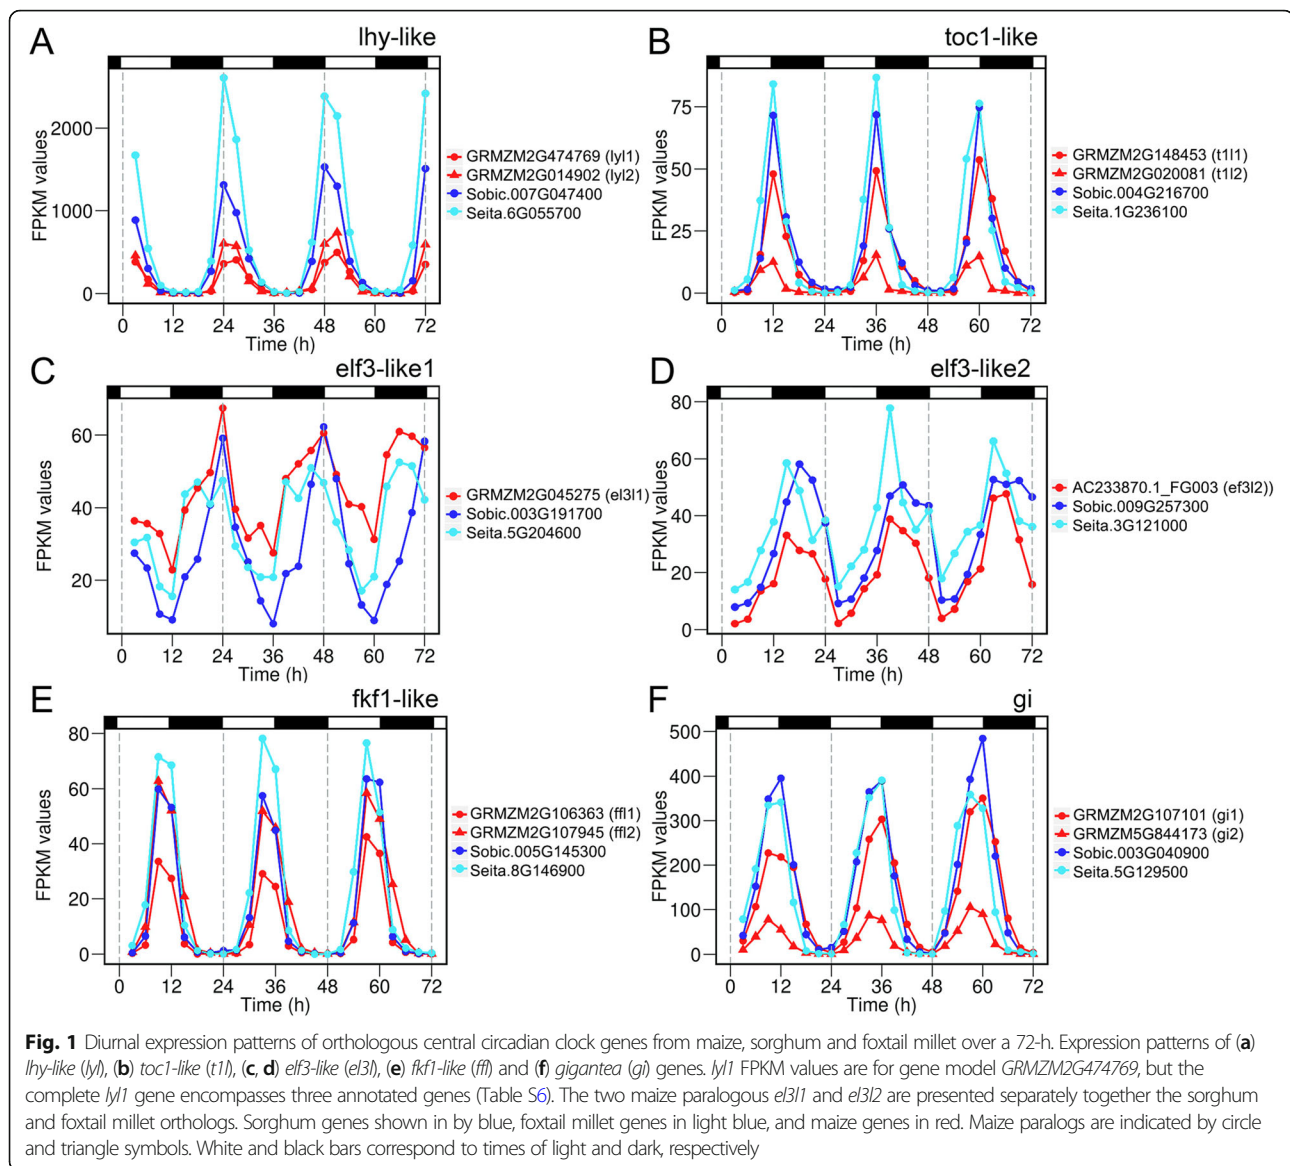 A
lhy-like
FPKM values
2000
1000
0
0 12 24 36 48 60 72
Time (h)
GRMZM2G474769 (lyl1)
GRMZM2G014902 (lyl2)
Sobic.007G047400
Seita.6G055700
B
toc1-like
FPKM values
75
50
25
0
0 12 24 36 48 60 72
Time (h)
GRMZM2G148453 (t1l1)
GRMZM2G020081 (t1l2)
Sobic.004G216700
Seita.1G236100
C
elf3-like1
FPKM values
60
40
20
0 12 24 36 48 60 72
Time (h)
GRMZM2G045275 (el3l1)
Sobic.003G191700
Seita.5G204600
D
elf3-like2
FPKM values
80
60
40
20
0
0 12 24 36 48 60 72
Time (h)
AC233870.1_FG003 (ef3l2))
Sobic.009G257300
Seita.3G121000
E
fkf1-like
FPKM values
80
60
40
20
0
0 12 24 36 48 60 72
Time (h)
GRMZM2G106363 (ffl1)
GRMZM2G107945 (ffl2)
Sobic.005G145300
Seita.8G146900
F
gi
FPKM values
500
400
300
200
100
0
0 12 24 36 48 60 72
Time (h)
GRMZM2G107101 (gi1)
GRMZM5G844173 (gi2)
Sobic.003G040900
Seita.5G129500
Fig. 1 Diurnal expression patterns of orthologous central circadian clock genes from maize, sorghum and foxtail millet over a 72-h. Expression patterns of (a)
lhy-like (lyl), (b) toc1-like (t1l), (c, d) elf3-like (el3l), (e) fkf1-like (ffl) and (f) gigantea (gi) genes. lyl1 FPKM values are for gene model GRMZM2G474769, but the
complete lyl1 gene encompasses three annotated genes (Table S6). The two maize paralogous el3l1 and el3l2 are presented separately together the sorghum
and foxtail millet orthologs. Sorghum genes shown in by blue, foxtail millet genes in light blue, and maize genes in red. Maize paralogs are indicated by circle
and triangle symbols. White and black bars correspond to times of light and dark, respectively